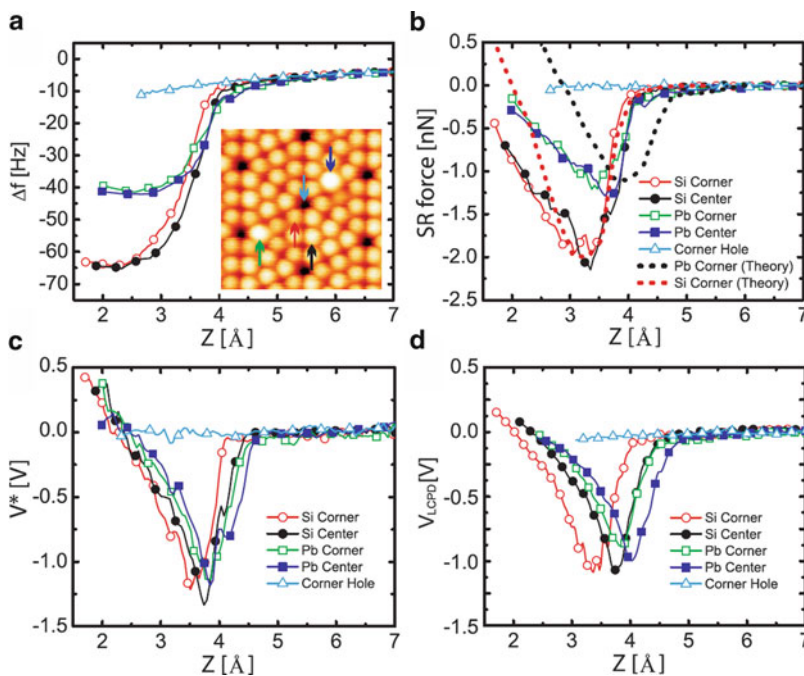 a
5
0
-10
-20
-30
-40
-50
-60
-70
Δf [Hz]
2 3 4 5 6 7
Z [Å]
b
0.5
0.0
-0.5
-1.0
-1.5
-2.0
-2.5
SR force [nN]
Si Corner
Si Center
Pb Corner
Pb Center
Corner Hole
Pb Corner (Theory)
Si Corner (Theory)
2 3 4 5 6 7
Z [Å]
c
0.5
0.0
-0.5
-1.0
-1.5
V* [V]
Si Corner
Si Center
Pb Corner
Pb Center
Corner Hole
2 3 4 5 6 7
Z [Å]
d
0.5
0.0
-0.5
-1.0
-1.5
VLCPD [V]
Si Corner
Si Center
Pb Corner
Pb Center
Corner Hole
2 3 4 5 6 7
Z [Å]